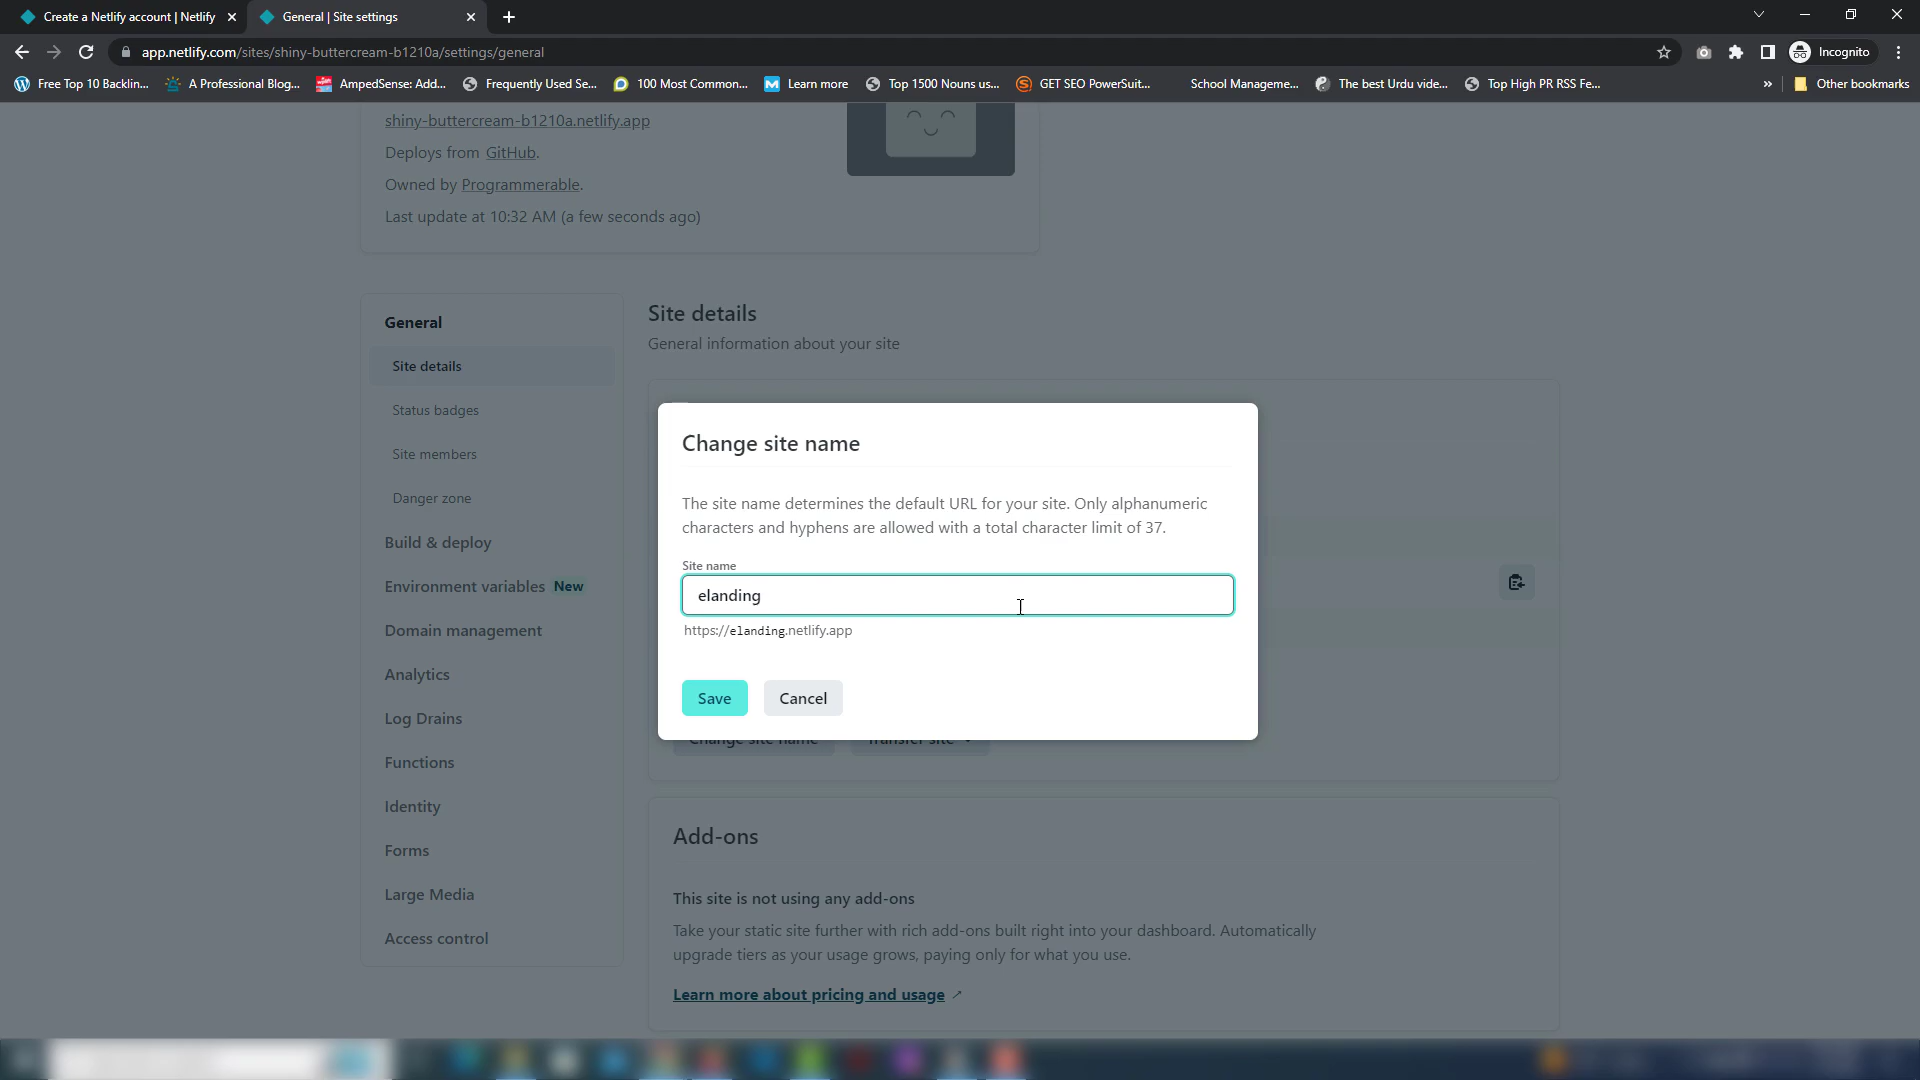 Create a Netlify account | Netlify
General | Site settings
app.netlify.com/sites/shiny-buttercream-b1210a/settings/general
Incognito
Free Top 10 Backlin...
A Professional Blog...
AmpedSense: Add...
Frequently Used Se...
100 Most Common...
Learn more
Top 1500 Nouns us...
GET SEO PowerSuit...
School Manageme...
The best Urdu vide...
Top High PR RSS Fe...
»
Other bookmarks
shiny-buttercream-b1210a.netlify.app
Deploys from GitHub.
Owned by Programmerable.
Last update at 10:32 AM (a few seconds ago)
General
Site details
Status badges
Site members
Danger zone
Build & deploy
Environment variables New
Domain management
Analytics
Log Drains
Functions
Identity
Forms
Large Media
Access control
Site details
General information about your site
Change site name
The site name determines the default URL for your site. Only alphanumeric
characters and hyphens are allowed with a total character limit of 37.
Site name
elanding
https://elanding.netlify.app
Save
Cancel
Change site name
Transfer site
Add-ons
This site is not using any add-ons
Take your static site further with rich add-ons built right into your dashboard. Automatically
upgrade tiers as your usage grows, paying only for what you use.
Learn more about pricing and usage